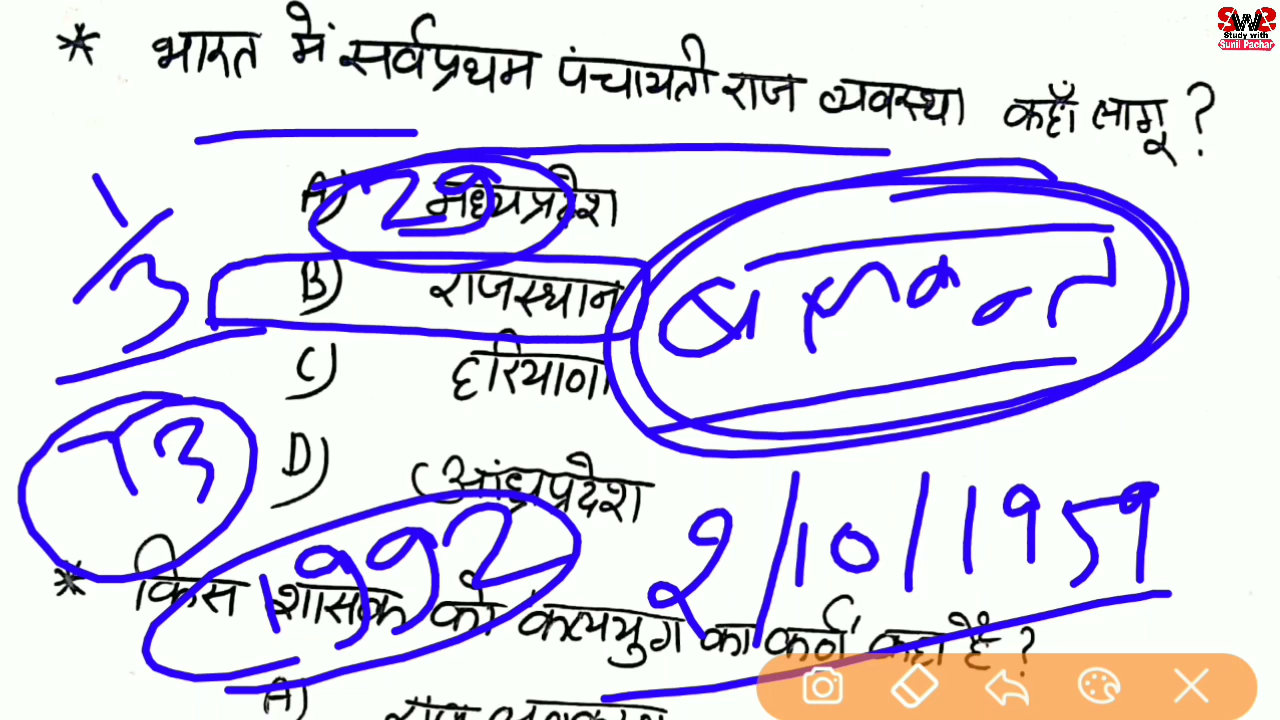 SWS
Study with
Sunil Pachar
* भारत में सर्वप्रथम पंचायती राज व्यवस्था कहाँ लागू ?
A) मध्यप्रदेश
29
B) राजस्थान
1/3
C) हरियाणा
73
D) आंध्रप्रदेश
2/10/1959
1992
* किस शासक को कलयुग का कर्ण कहा है ?
A)